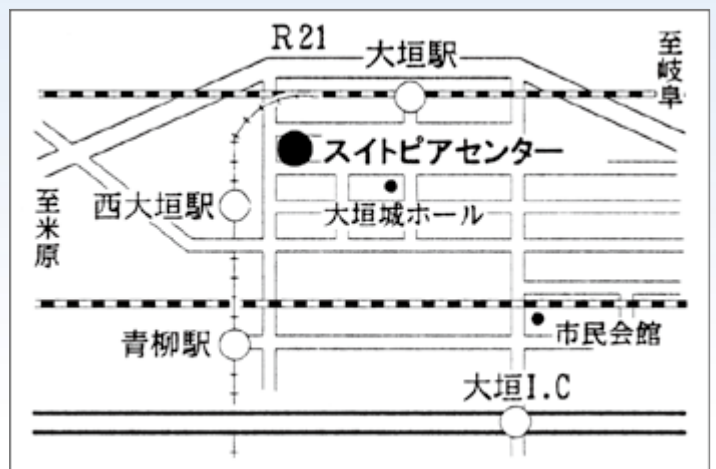 R21
大垣駅
至岐阜
スイトピアセンター
至米原
西大垣駅
大垣城ホール
青柳駅
市民会館
大垣I.C